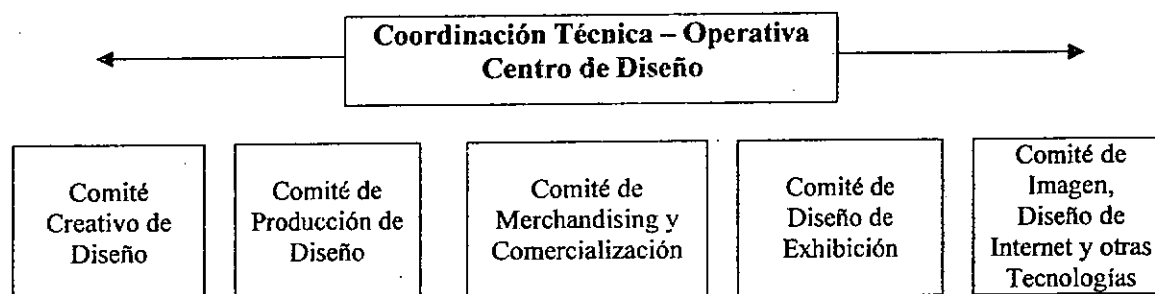 Coordinación Técnica – Operativa
Centro de Diseño
Comité
Creativo de
Diseño
Comité de
Producción de
Diseño
Comité de
Merchandising y
Comercialización
Comité de
Diseño de
Exhibición
Comité de
Imagen,
Diseño de
Internet y otras
Tecnologías